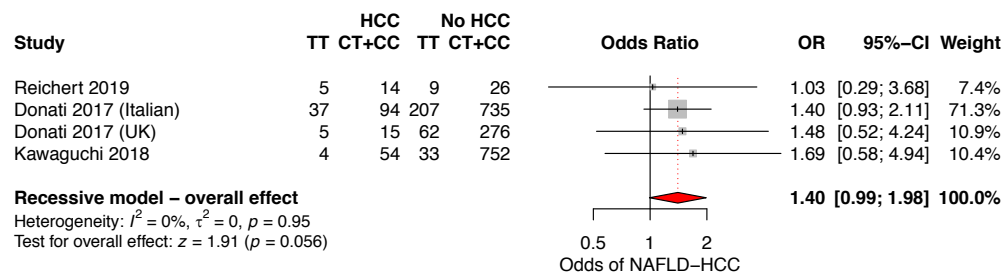 HCC No HCC
Study TT CT+CC TT CT+CC Odds Ratio OR 95%−CI Weight
Reichert 2019 5 14 9 26 1.03 [0.29; 3.68] 7.4%
Donati 2017 (Italian) 37 94 207 735 1.40 [0.93; 2.11] 71.3%
Donati 2017 (UK) 5 15 62 276 1.48 [0.52; 4.24] 10.9%
Kawaguchi 2018 4 54 33 752 1.69 [0.58; 4.94] 10.4%
Recessive model − overall effect 1.40 [0.99; 1.98] 100.0%
Heterogeneity: I² = 0%, τ² = 0, p = 0.95
Test for overall effect: z = 1.91 (p = 0.056)
0.5 1 2
Odds of NAFLD−HCC